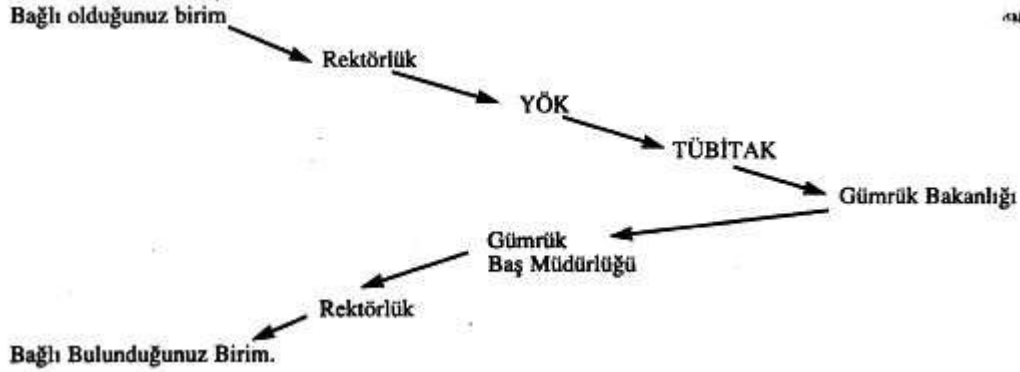 Bağlı olduğunuz birim
Rektörlük
YÖK
TÜBİTAK
Gümrük Bakanlığı
Gümrük
Baş Müdürlüğü
Rektörlük
Bağlı Bulunduğunuz Birim.